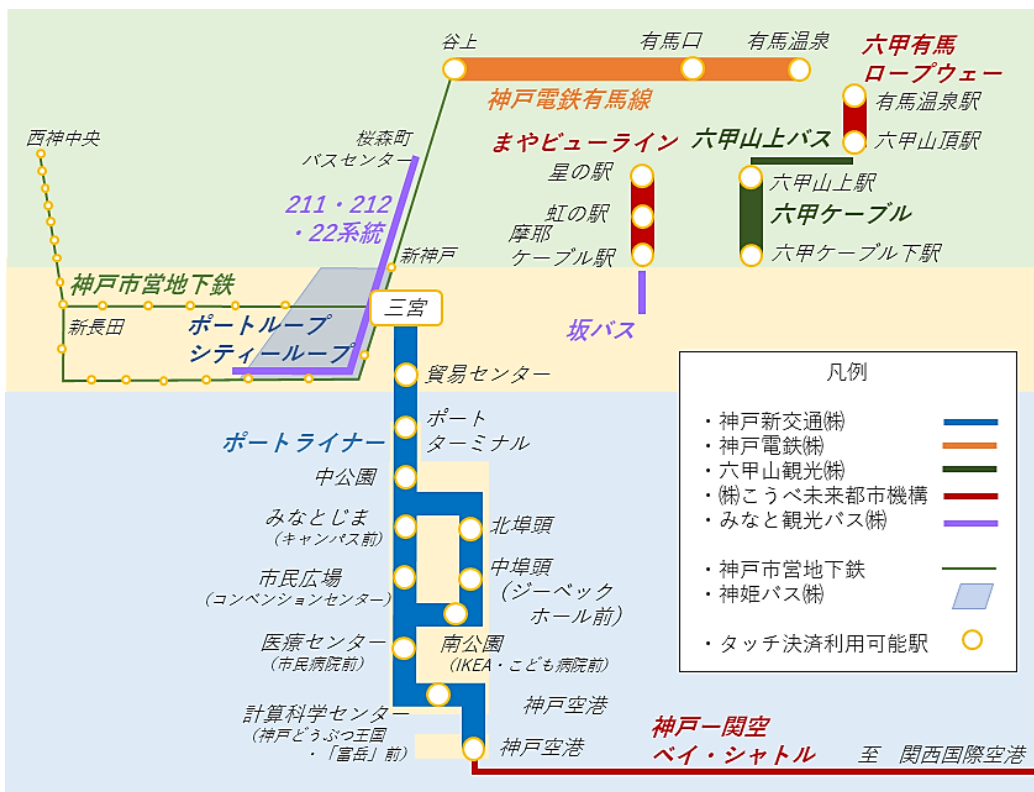 谷上
有馬口
有馬温泉
六甲有馬
ロープウェー
神戸電鉄有馬線
有馬温泉駅
西神中央
桜森町
バスセンター
まやビューライン
六甲山上バス
六甲山頂駅
星の駅
六甲山上駅
211・212
・22系統
虹の駅
六甲ケーブル
摩耶
ケーブル駅
六甲ケーブル下駅
新神戸
神戸市営地下鉄
三宮
新長田
ポートループ
シティーループ
坂バス
貿易センター
ポート
ターミナル
ポートライナー
中公園
みなとじま
（キャンパス前）
北埠頭
市民広場
（コンベンションセンター）
中埠頭
（ジーベック
ホール前）
医療センター
（市民病院前）
南公園
（IKEA・こども病院前）
計算科学センター
（神戸どうぶつ王国
・「富岳」前）
神戸空港
神戸空港
神戸ー関空
ベイ・シャトル
至　関西国際空港
凡例
・神戸新交通㈱
・神戸電鉄㈱
・六甲山観光㈱
・㈱こうべ未来都市機構
・みなと観光バス㈱
・神戸市営地下鉄
・神姫バス㈱
・タッチ決済利用可能駅